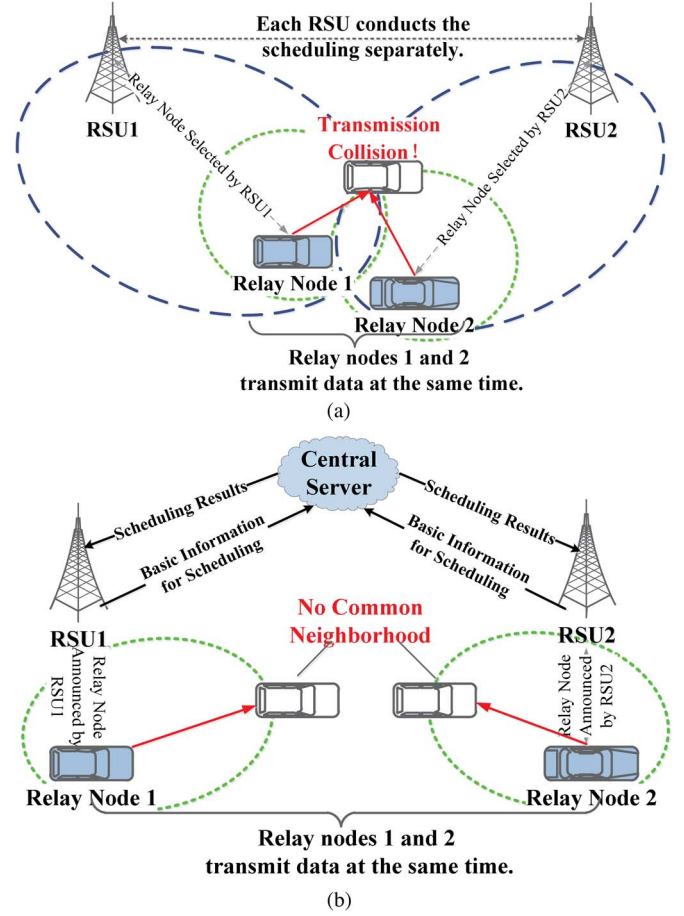 Each RSU conducts the
scheduling separately.
RSU1
RSU2
Relay Node Selected by RSU1
Relay Node Selected by RSU2
Transmission
Collision!
Relay Node 1
Relay Node 2
Relay nodes 1 and 2
transmit data at the same time.
(a)
Central
Server
Scheduling Results
Scheduling Results
Basic Information
for Scheduling
Basic Information
for Scheduling
RSU1
RSU2
No Common
Neighborhood
Relay Node
Announced by
RSU1
Relay Node
Announced
by RSU2
Relay Node 1
Relay Node 2
Relay nodes 1 and 2
transmit data at the same time.
(b)